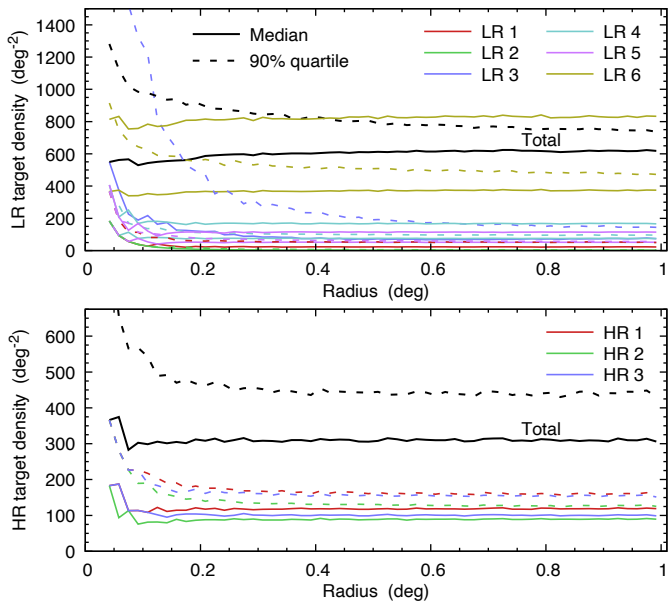 1400
1200
1000
800
600
400
200
0
LR target density (deg⁻²)
Median
90% quartile
LR 1
LR 2
LR 3
LR 4
LR 5
LR 6
Total
0 0.2 0.4 0.6 0.8 1
Radius (deg)
600
500
400
300
200
100
0
HR target density (deg⁻²)
HR 1
HR 2
HR 3
Total
0 0.2 0.4 0.6 0.8 1
Radius (deg)